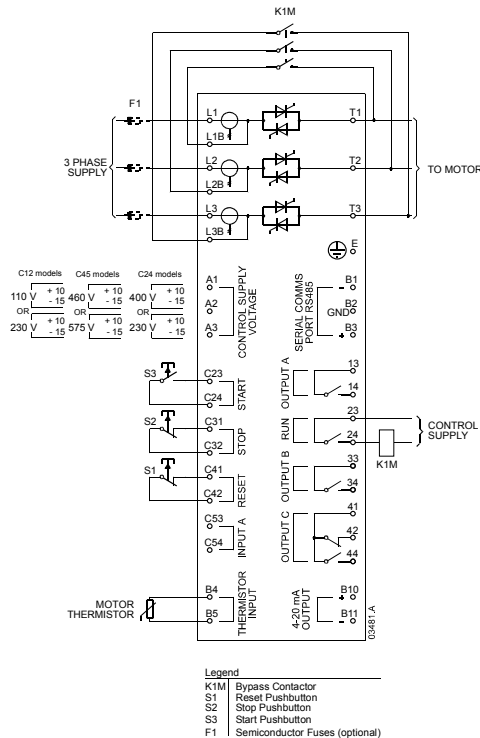 K1M
F1
L1
T1
L1B
3 PHASE
SUPPLY
L2
T2
TO MOTOR
L2B
L3
T3
L3B
E
C12 models
C45 models
C24 models
110 V + 10 - 15
460 V + 10 - 15
400 V + 10 - 15
OR
OR
OR
230 V + 10 - 15
575 V + 10 - 15
230 V + 10 - 15
A1
A2
A3
CONTROL SUPPLY
VOLTAGE
SERIAL COMMS
PORT RS485
- B1
GND B2
+ B3
S3
C23
C24
START
S2
C31
C32
STOP
S1
C41
C42
RESET
C53
C54
INPUT A
MOTOR
THERMISTOR
B4
B5
THERMISTOR
INPUT
OUTPUT A
13
14
RUN
23
24
CONTROL
SUPPLY
K1M
OUTPUT B
33
34
OUTPUT C
41
42
44
4-20 mA
OUTPUT
+ B10
- B11
03481.A
Legend
K1M Bypass Contactor
S1 Reset Pushbutton
S2 Stop Pushbutton
S3 Start Pushbutton
F1 Semiconductor Fuses (optional)